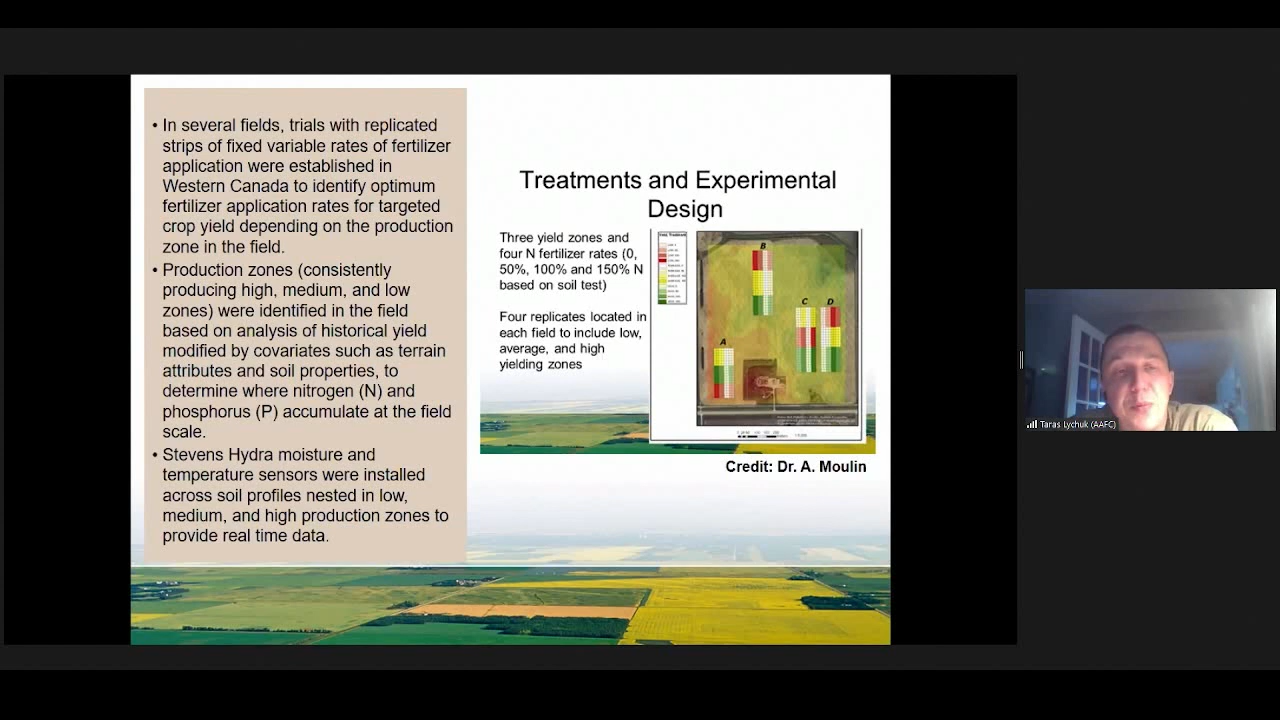 • In several fields, trials with replicated
strips of fixed variable rates of fertilizer
application were established in
Western Canada to identify optimum
fertilizer application rates for targeted
crop yield depending on the production
zone in the field.
• Production zones (consistently
producing high, medium, and low
zones) were identified in the field
based on analysis of historical yield
modified by covariates such as terrain
attributes and soil properties, to
determine where nitrogen (N) and
phosphorus (P) accumulate at the field
scale.
• Stevens Hydra moisture and
temperature sensors were installed
across soil profiles nested in low,
medium, and high production zones to
provide real time data.
Treatments and Experimental
Design
Three yield zones and
four N fertilizer rates (0,
50%, 100% and 150% N
based on soil test)
Four replicates located in
each field to include low,
average, and high
yielding zones
B
C D
A
Credit: Dr. A. Moulin
Taras Lychuk (AAFC)